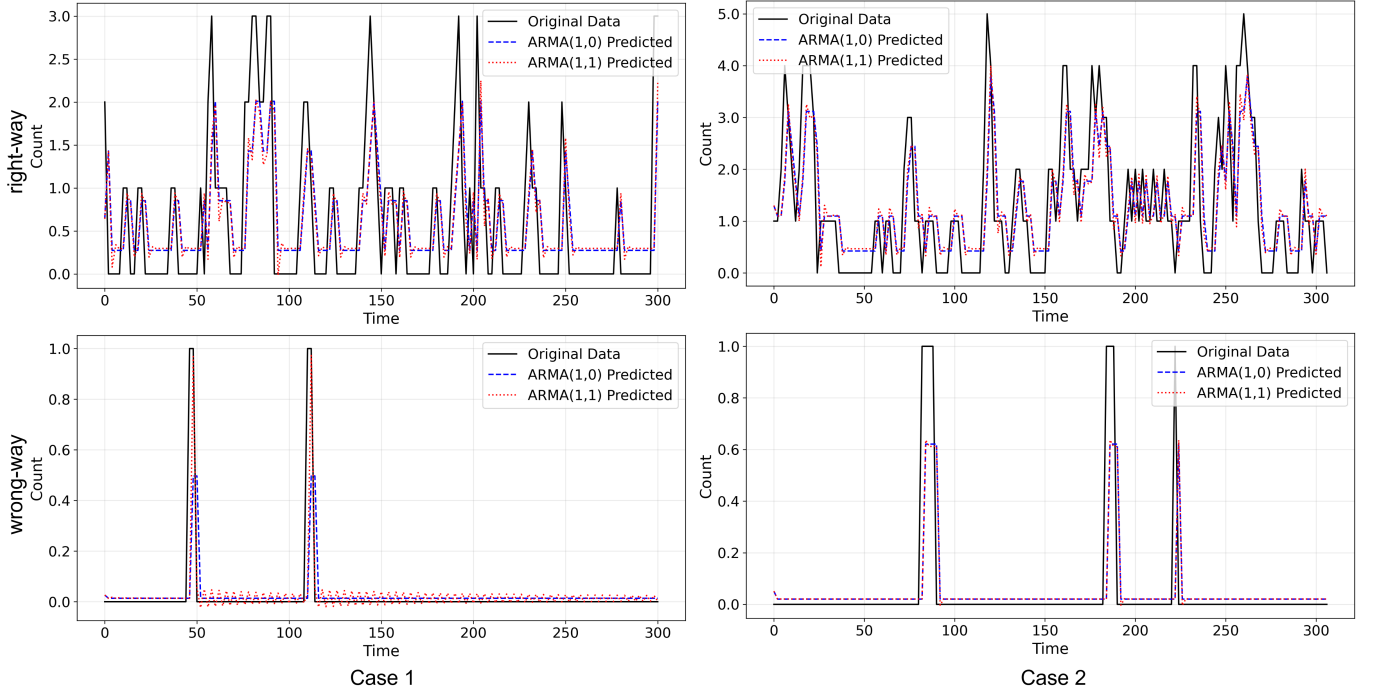 right-way
Count
3.0
2.5
2.0
1.5
1.0
0.5
0.0
Original Data
ARMA(1,0) Predicted
ARMA(1,1) Predicted
0 50 100 150 200 250 300
Time
Count
5.0
4.0
3.0
2.0
1.0
0.0
Original Data
ARMA(1,0) Predicted
ARMA(1,1) Predicted
0 50 100 150 200 250 300
Time
wrong-way
Count
1.0
0.8
0.6
0.4
0.2
0.0
Original Data
ARMA(1,0) Predicted
ARMA(1,1) Predicted
0 50 100 150 200 250 300
Time
Count
1.0
0.8
0.6
0.4
0.2
0.0
Original Data
ARMA(1,0) Predicted
ARMA(1,1) Predicted
0 50 100 150 200 250 300
Time
Case 1
Case 2